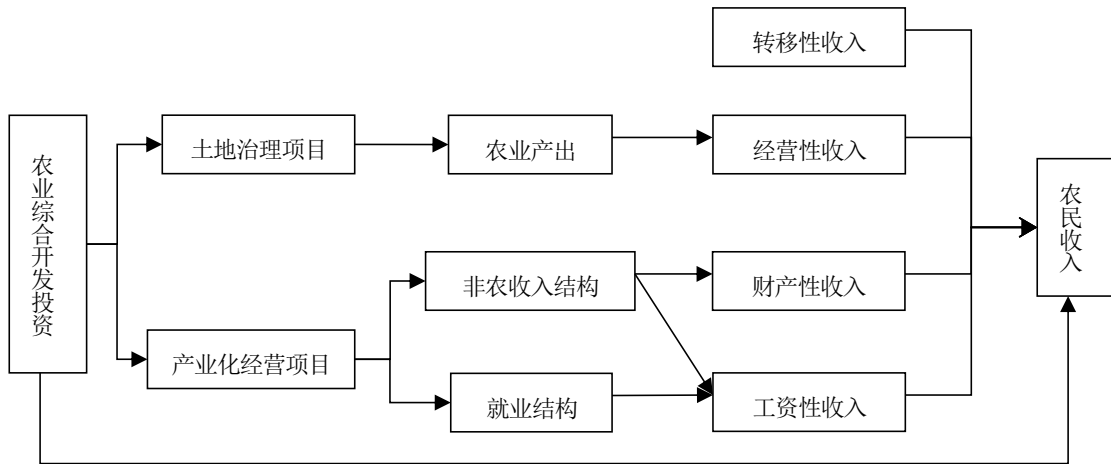 转移性收入
农业综合开发投资
土地治理项目
农业产出
经营性收入
农民收入
非农收入结构
财产性收入
产业化经营项目
就业结构
工资性收入